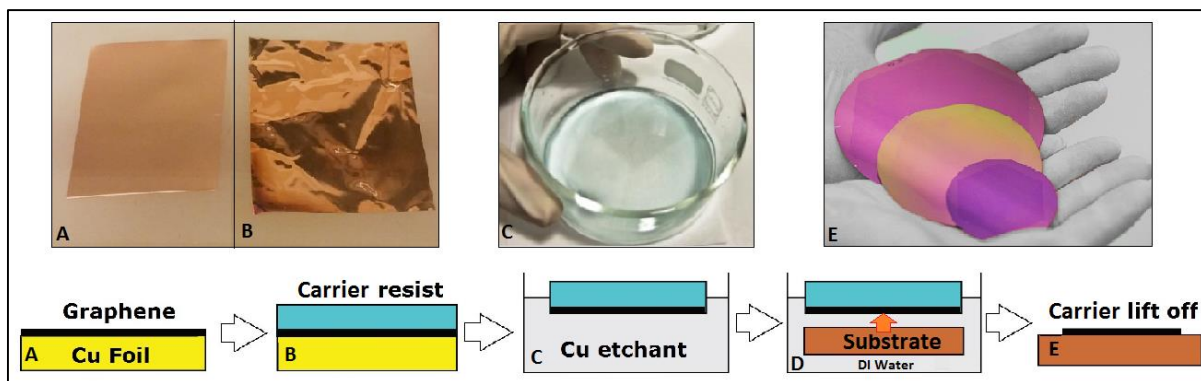 A
B
C
E
Graphene
Cu Foil
A
Carrier resist
B
Cu etchant
C
Substrate
DI Water
D
Carrier lift off
E